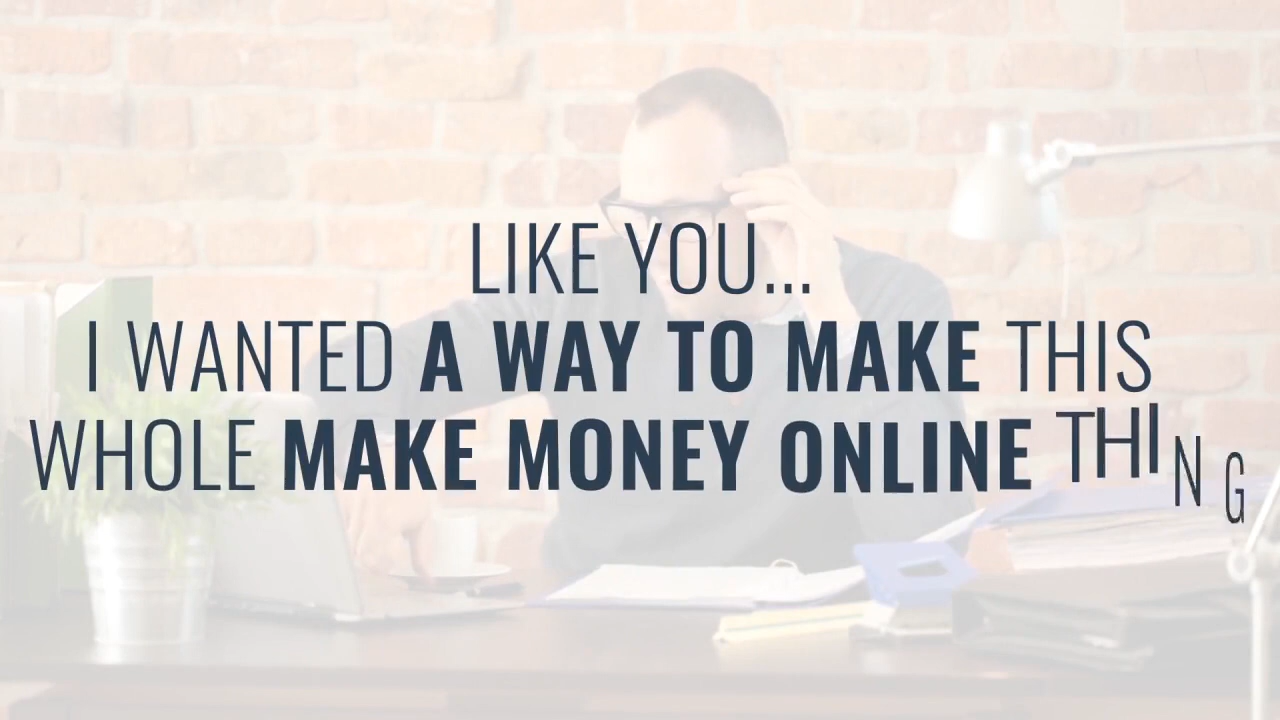 LIKE YOU...
I WANTED A WAY TO MAKE THIS
WHOLE MAKE MONEY ONLINE THING